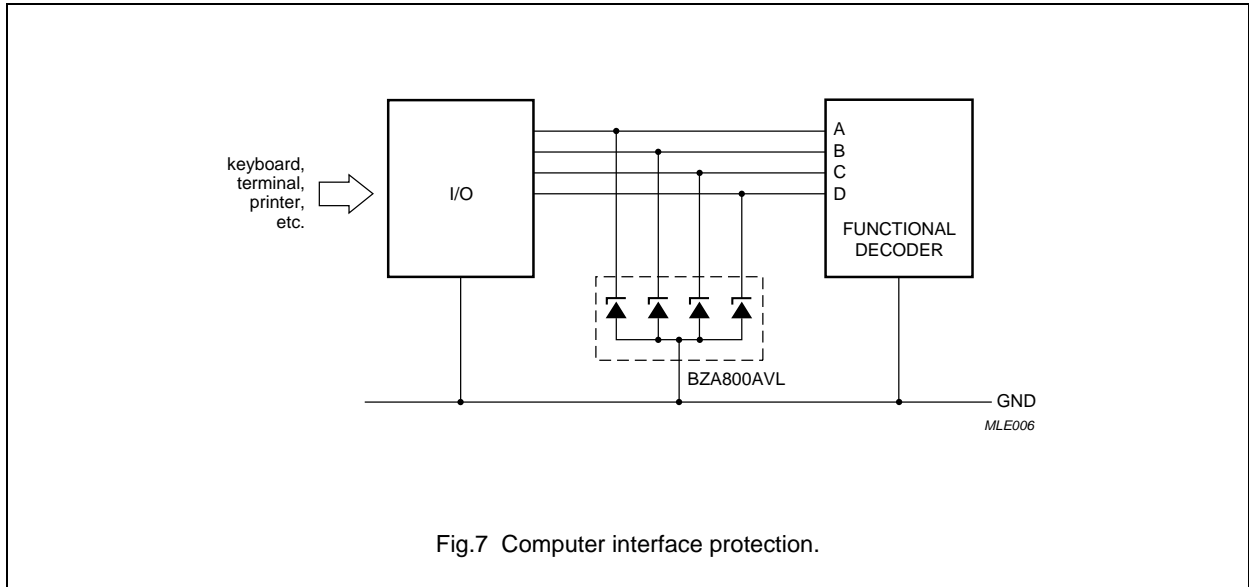 keyboard,
terminal,
printer,
etc.
I/O
A
B
C
D
FUNCTIONAL
DECODER
BZA800AVL
GND
MLE006
Fig.7 Computer interface protection.